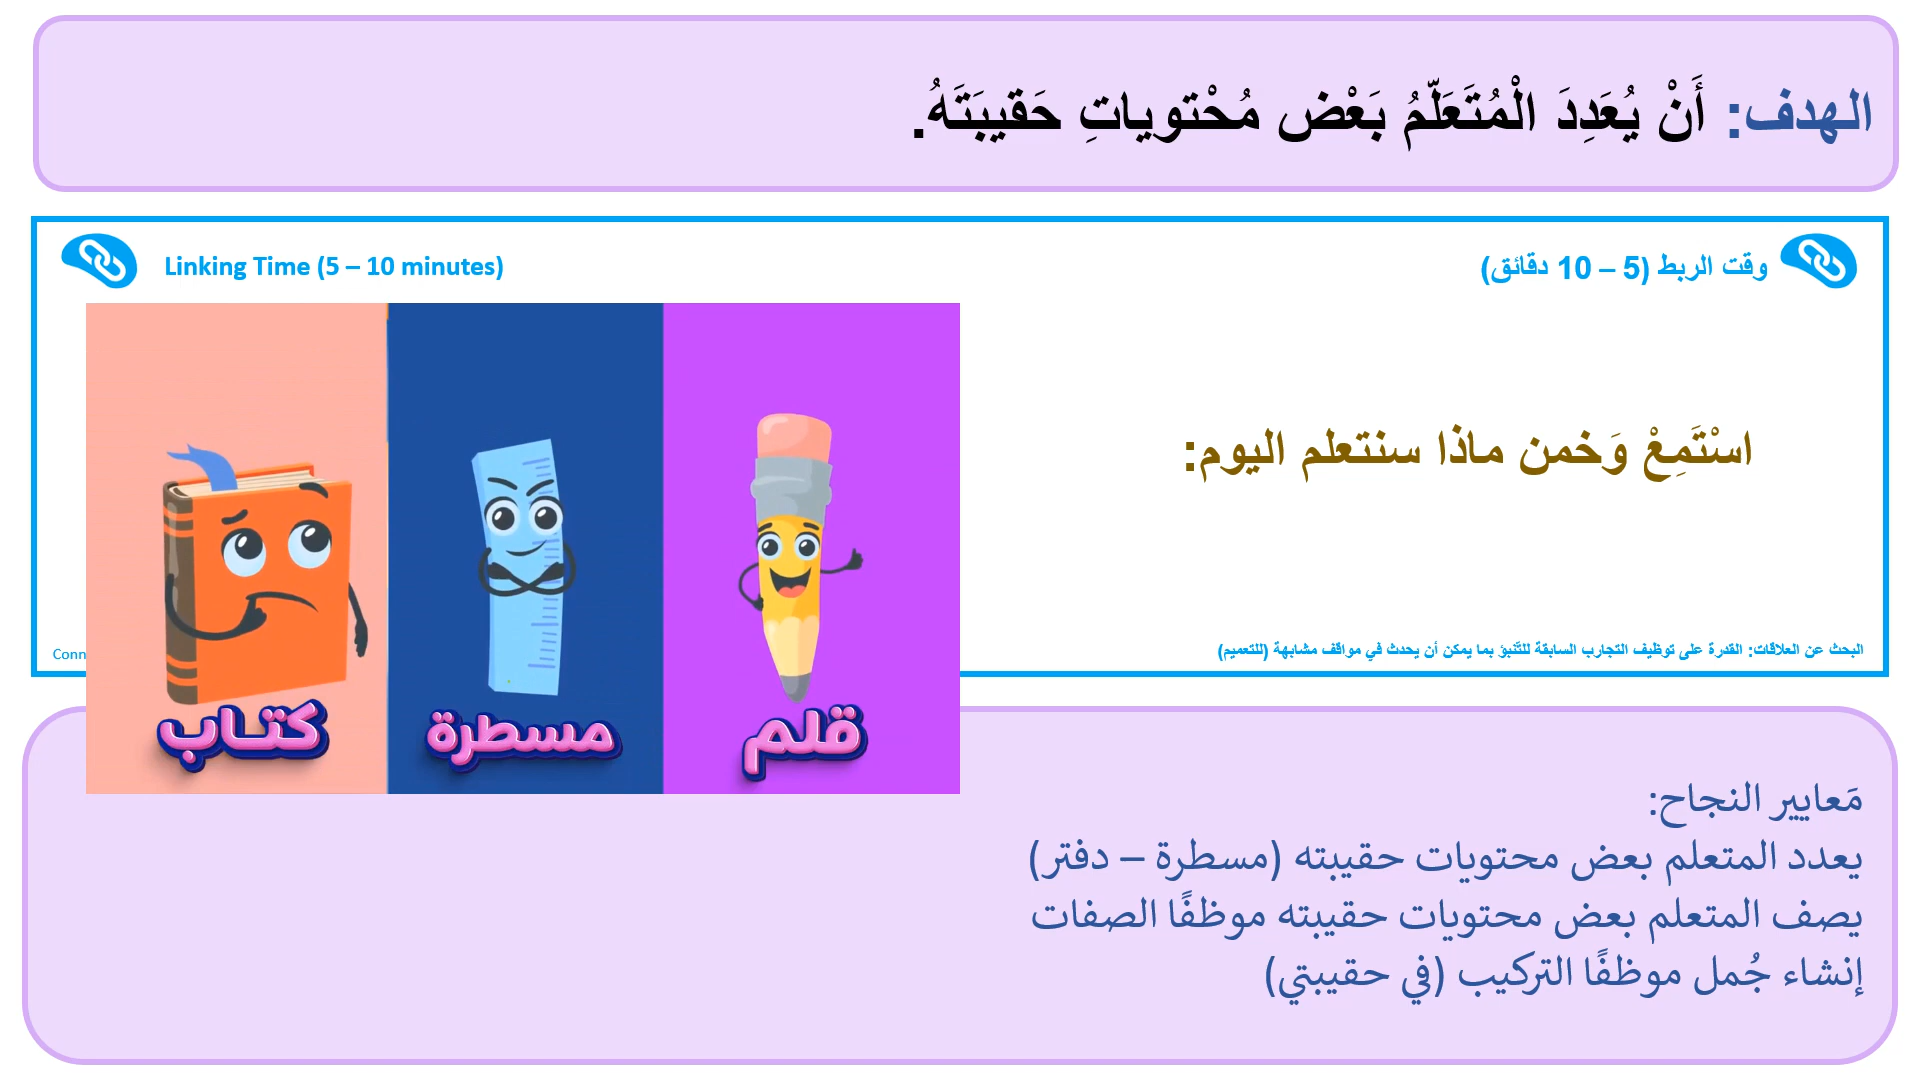 الهدف: أَنْ يُعَدِدَ الْمُتَعَلّمُ بَعْض مُحْتوياتِ حَقيبَتَهُ.
وقت الربط (5 – 10 دقائق)
Linking Time (5 – 10 minutes)
اسْتَمِعْ وَخمن ماذا سنتعلم اليوم:
قلم
مسطرة
كتاب
البحث عن العلاقات: القدرة على توظيف التجارب السابقة للتّنبؤ بما يمكن أن يحدث في مواقف مشابهة (للتعميم)
مَعايير النجاح:
يعدد المتعلم بعض محتويات حقيبته (مسطرة – دفتر)
يصف المتعلم بعض محتويات حقيبته موظفًا الصفات
إنشاء جُمل موظفًا التركيب (في حقيبتي)